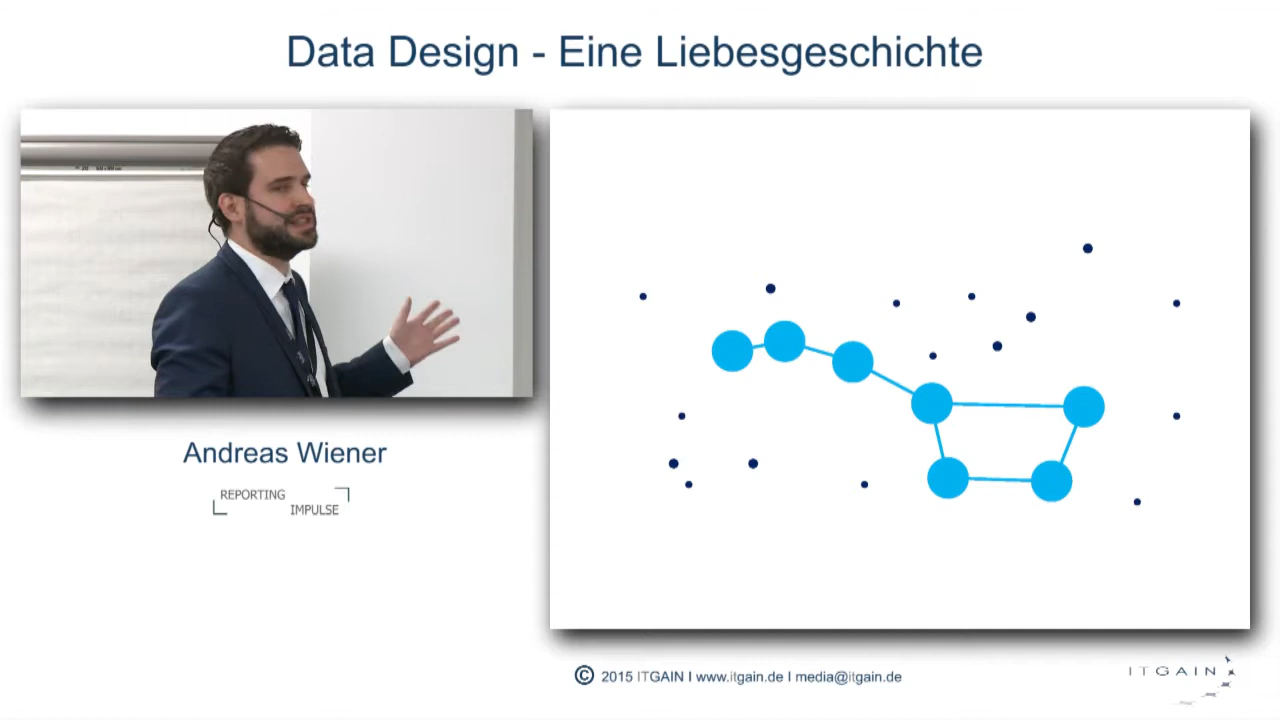 Data Design - Eine Liebesgeschichte
Andreas Wiener
REPORTING
IMPULSE
© 2015 ITGAIN I www.itgain.de I media@itgain.de
ITGAIN